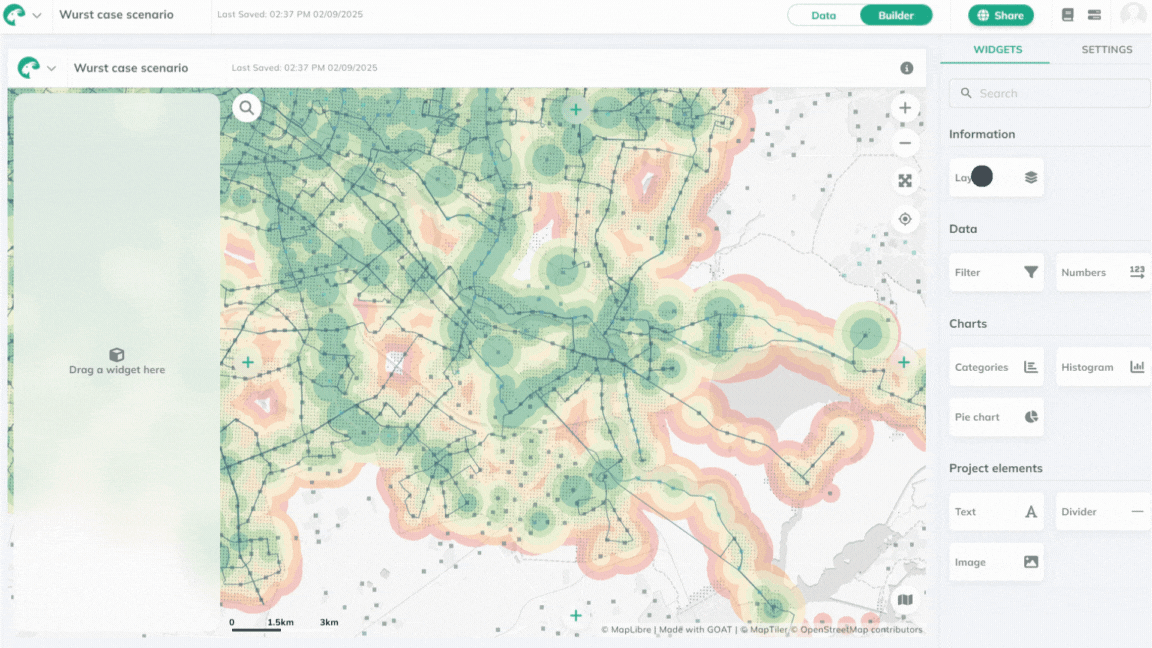 Wurst case scenario
Last Saved: 02:37 PM 02/09/2025
Data
Builder
Share
Wurst case scenario
Last Saved: 02:37 PM 02/09/2025
WIDGETS
SETTINGS
Search
Information
Lay
Data
Filter
Numbers
123
Charts
Categories
Histogram
Pie chart
Project elements
Text
A
Divider
Image
Drag a widget here
0 1.5km 3km
© MapLibre | Made with GOAT | © MapTiler © OpenStreetMap contributors